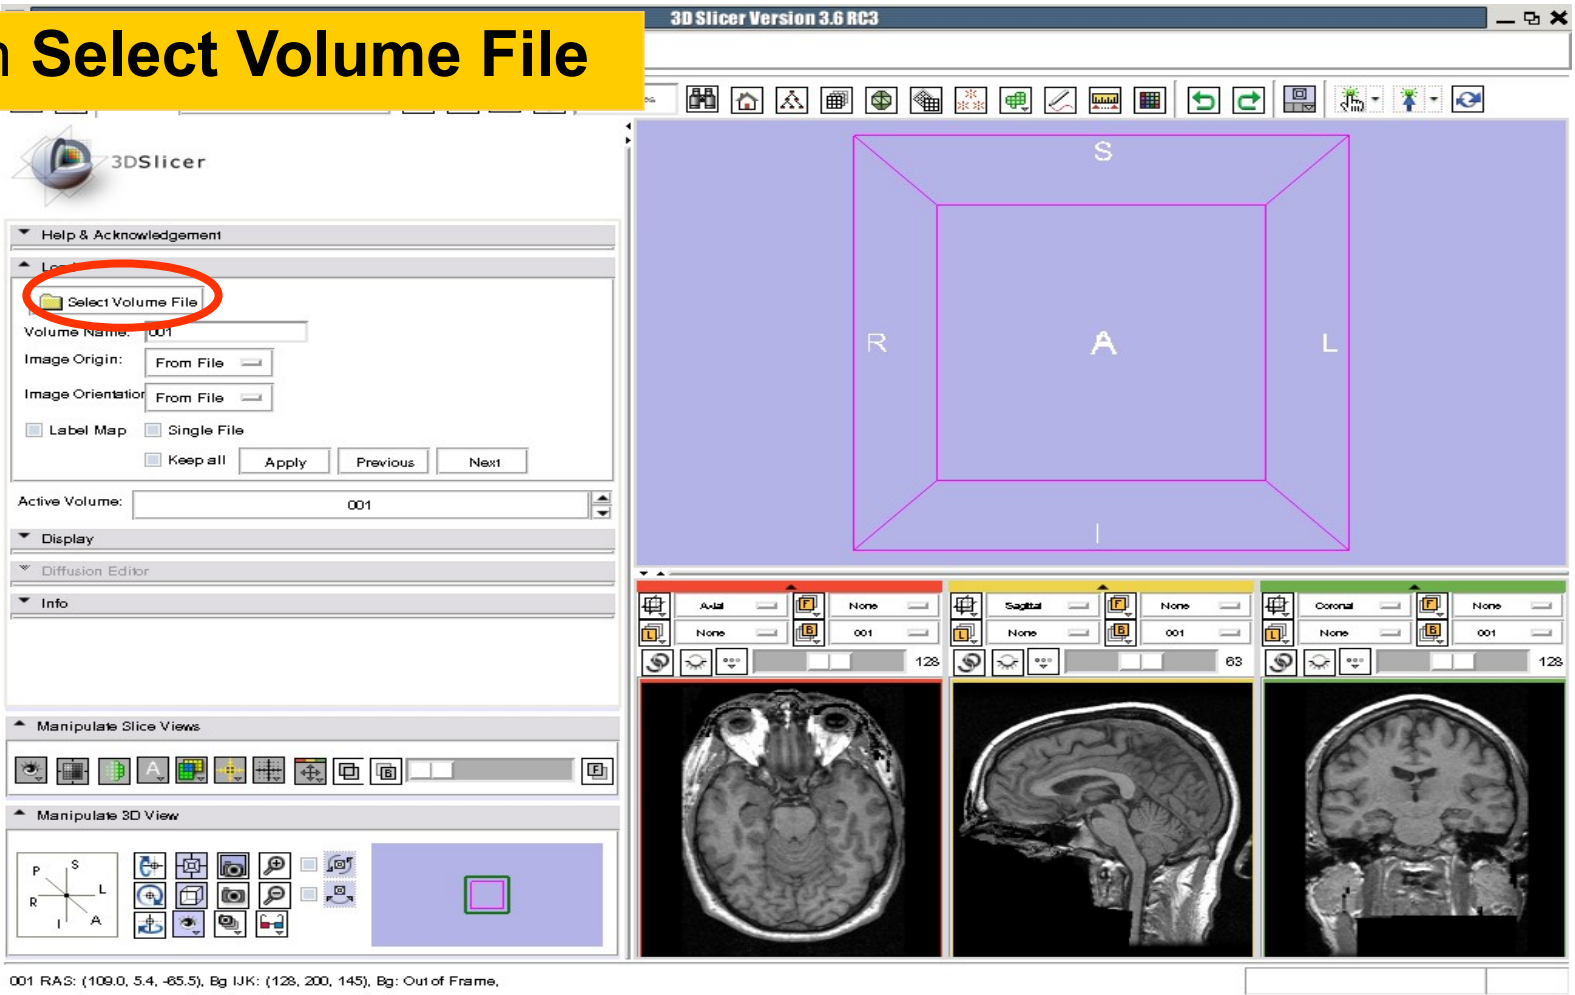 3D Slicer Version 3.6 RC3
Select Volume File
3DSlicer
Help & Acknowledgement
Select Volume File
Volume Name: 001
Image Origin: From File
Image Orientation From File
Label Map Single File
Keep all Apply Previous Next
Active Volume: 001
Display
Diffusion Editor
Info
Manipulate Slice Views
B F
Manipulate 3D View
P S
R L
I A
S
R A L
I
Axial F None
L None B 001
128
Sagittal F None
L None B 001
63
Coronal F None
L None B 001
128
001 RAS: (109.0, 5.4, -65.5), Bg IJK: (128, 200, 145), Bg: Out of Frame,